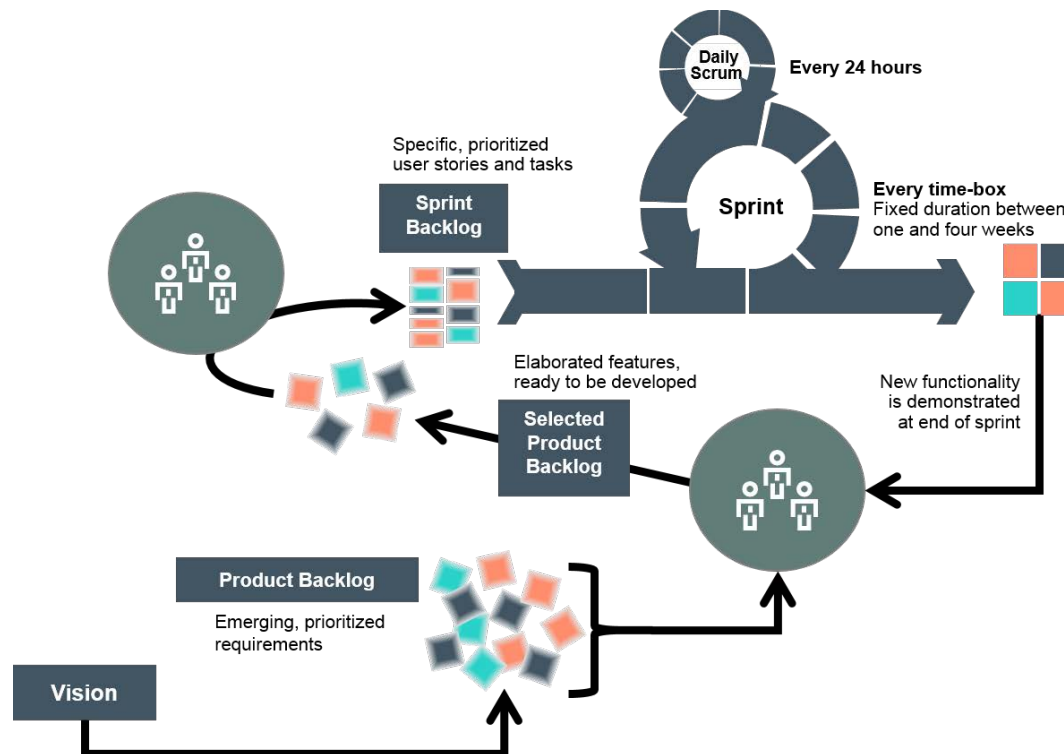 Daily
Scrum
Every 24 hours
Specific, prioritized
user stories and tasks
Sprint
Backlog
Sprint
Every time-box
Fixed duration between
one and four weeks
Elaborated features,
ready to be developed
Selected
Product
Backlog
New functionality
is demonstrated
at end of sprint
Product Backlog
Emerging, prioritized
requirements
Vision